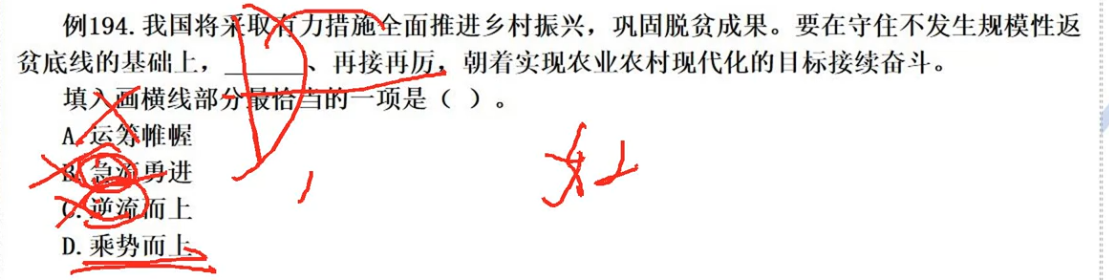 例194.我国将采取有力措施全面推进乡村振兴，巩固脱贫成果。要在守住不发生规模性返
贫底线的基础上，______、再接再厉，朝着实现农业农村现代化的目标接续奋斗。
填入画横线部分最恰当的一项是（ ）。
A.运筹帷幄
B.急流勇进
C.逆流而上
D.乘势而上